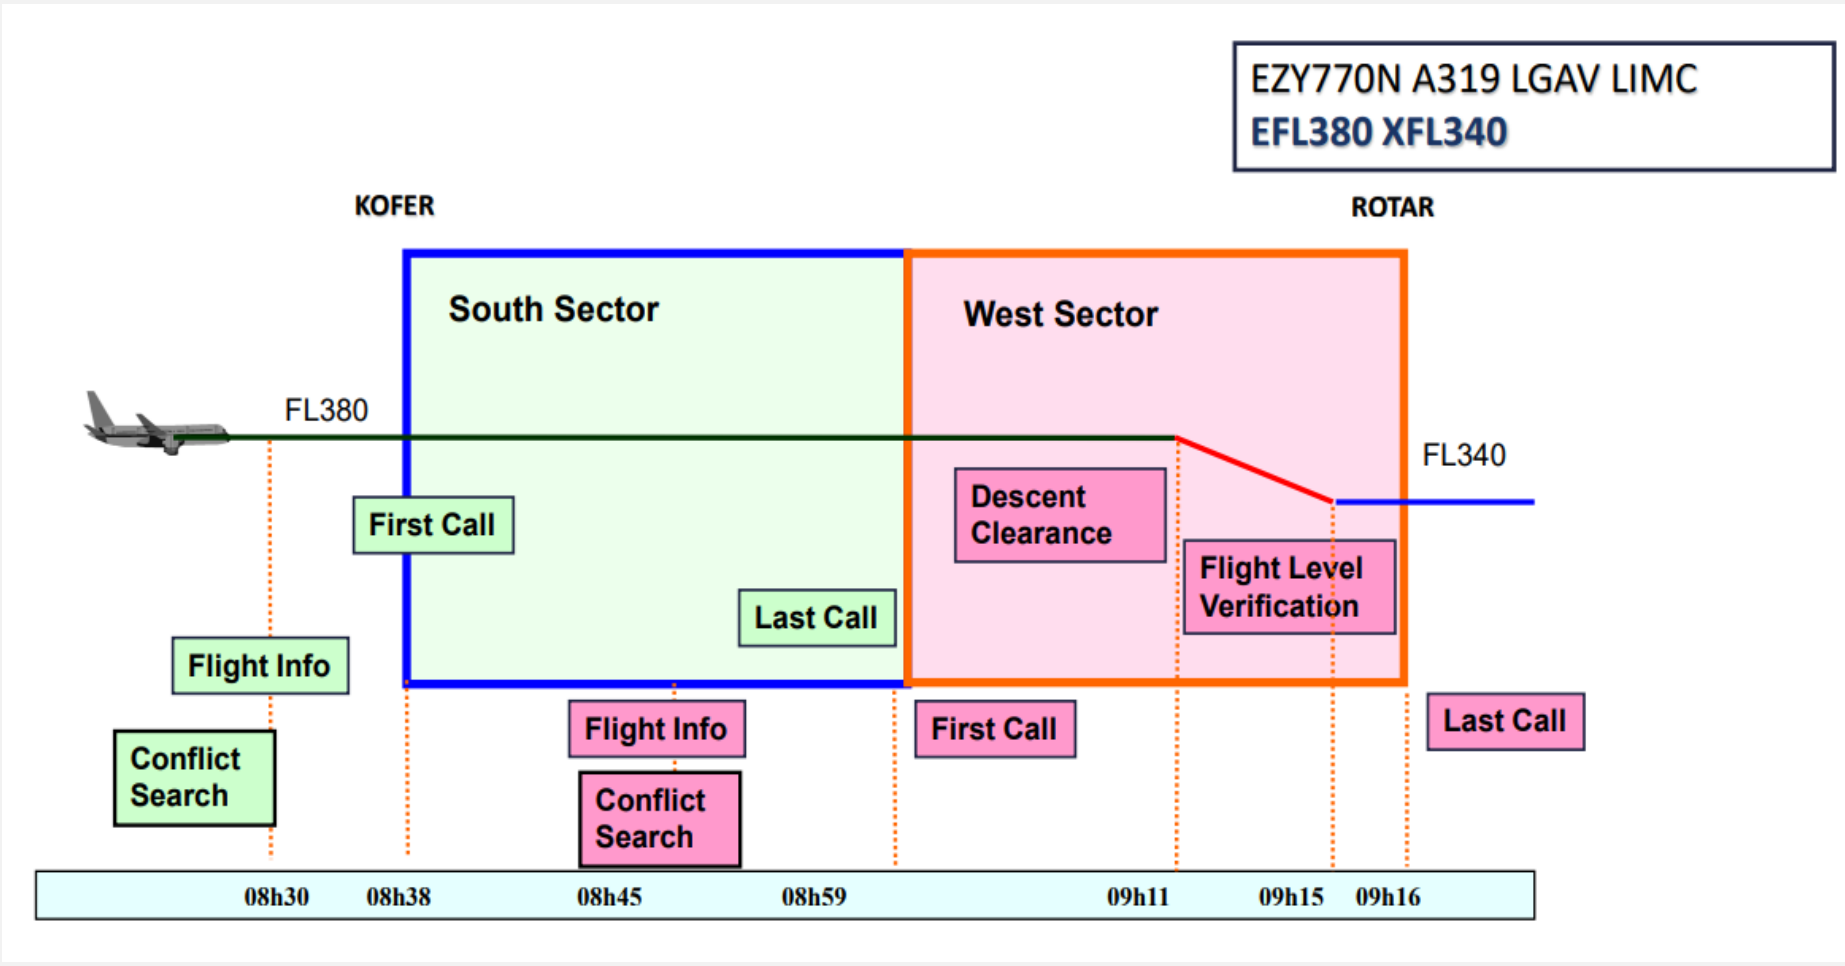 EZY770N A319 LGAV LIMC
EFL380 XFL340
KOFER
ROTAR
South Sector
West Sector
FL380
FL340
First Call
Descent
Clearance
Flight Level
Verification
Last Call
Flight Info
Flight Info
First Call
Last Call
Conflict
Search
Conflict
Search
08h30
08h38
08h45
08h59
09h11
09h15
09h16